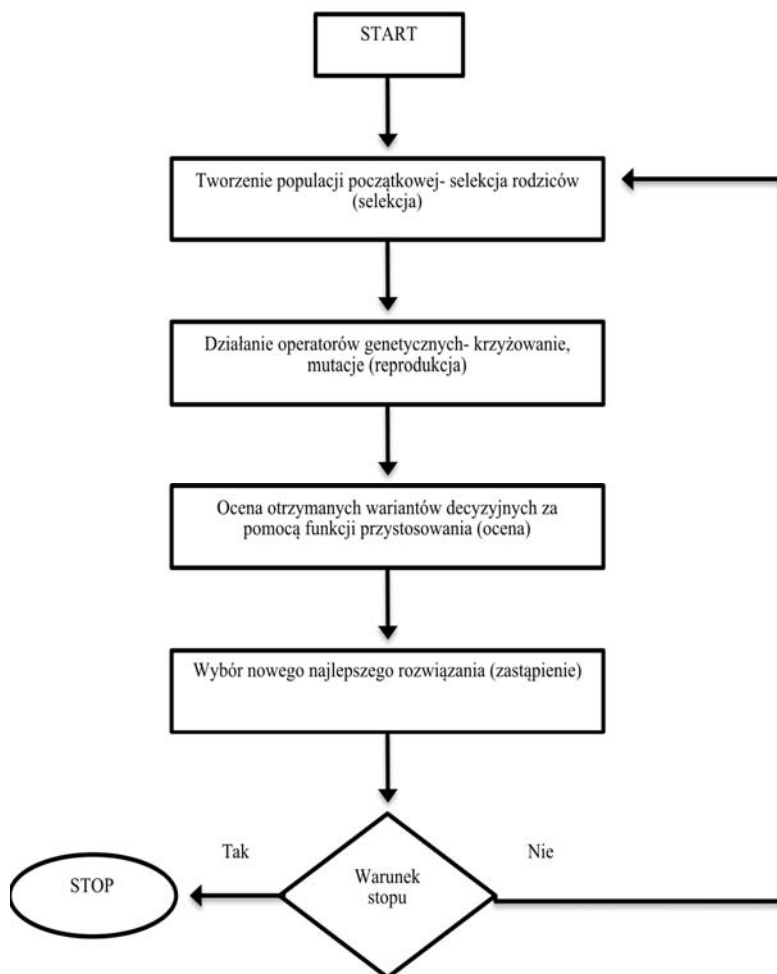 START
Tworzenie populacji początkowej- selekcja rodziców
(selekcja)
Działanie operatorów genetycznych- krzyżowanie,
mutacje (reprodukcja)
Ocena otrzymanych wariantów decyzyjnych za
pomocą funkcji przystosowania (ocena)
Wybór nowego najlepszego rozwiązania (zastąpienie)
Tak
Nie
Warunek
stopu
STOP